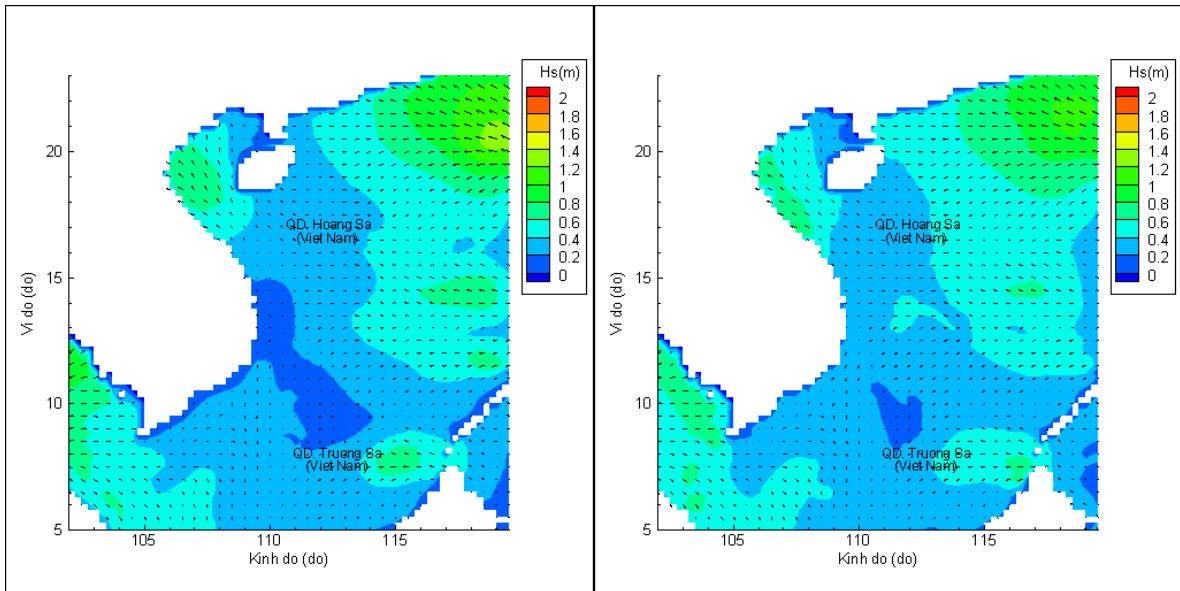 Hs(m)
2
1.8
1.6
1.4
1.2
1
0.8
0.6
0.4
0.2
0
20
15
10
5
Vi do (do)
QD. Hoang Sa
(Viet Nam)
QD. Truong Sa
(Viet Nam)
105
110
115
Kinh do (do)
Hs(m)
2
1.8
1.6
1.4
1.2
1
0.8
0.6
0.4
0.2
0
20
15
10
5
Vi do (do)
QD. Hoang Sa
(Viet Nam)
QD. Truong Sa
(Viet Nam)
105
110
115
Kinh do (do)